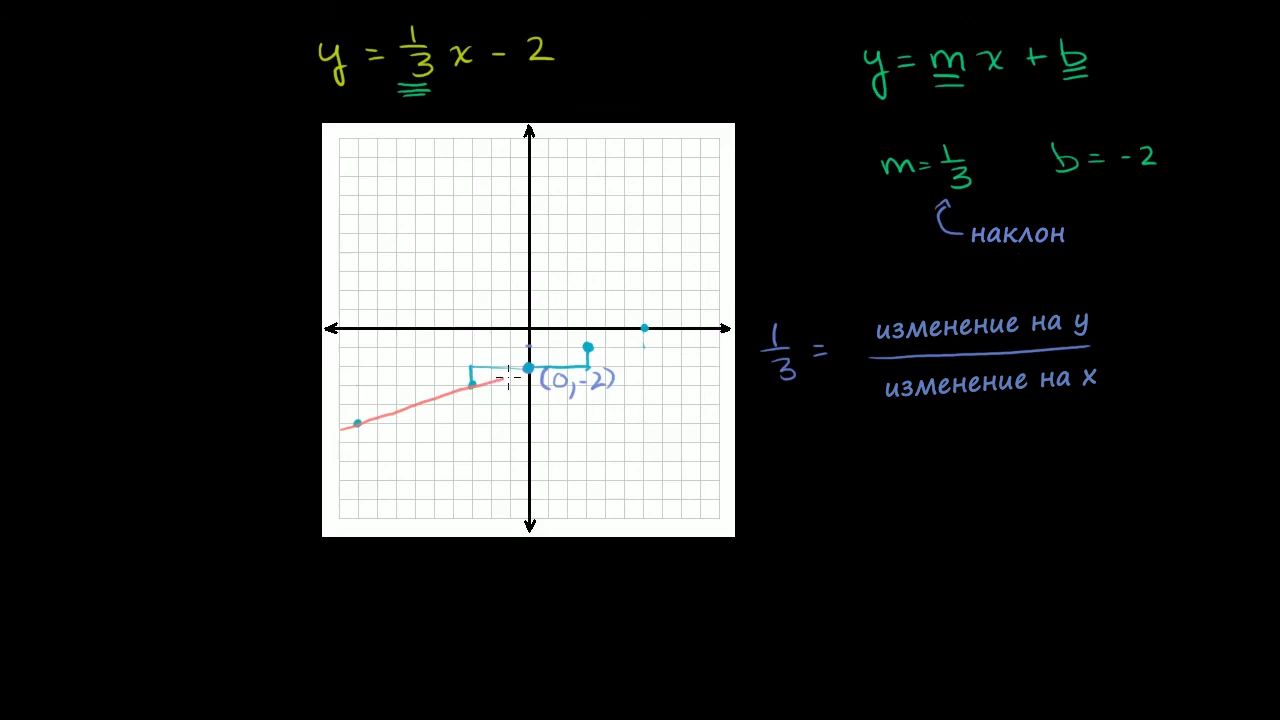 y = 1/3 x - 2
y = mx + b
m = 1/3 b = -2
наклон
1/3 = изменение на y
изменение на x
(0, -2)